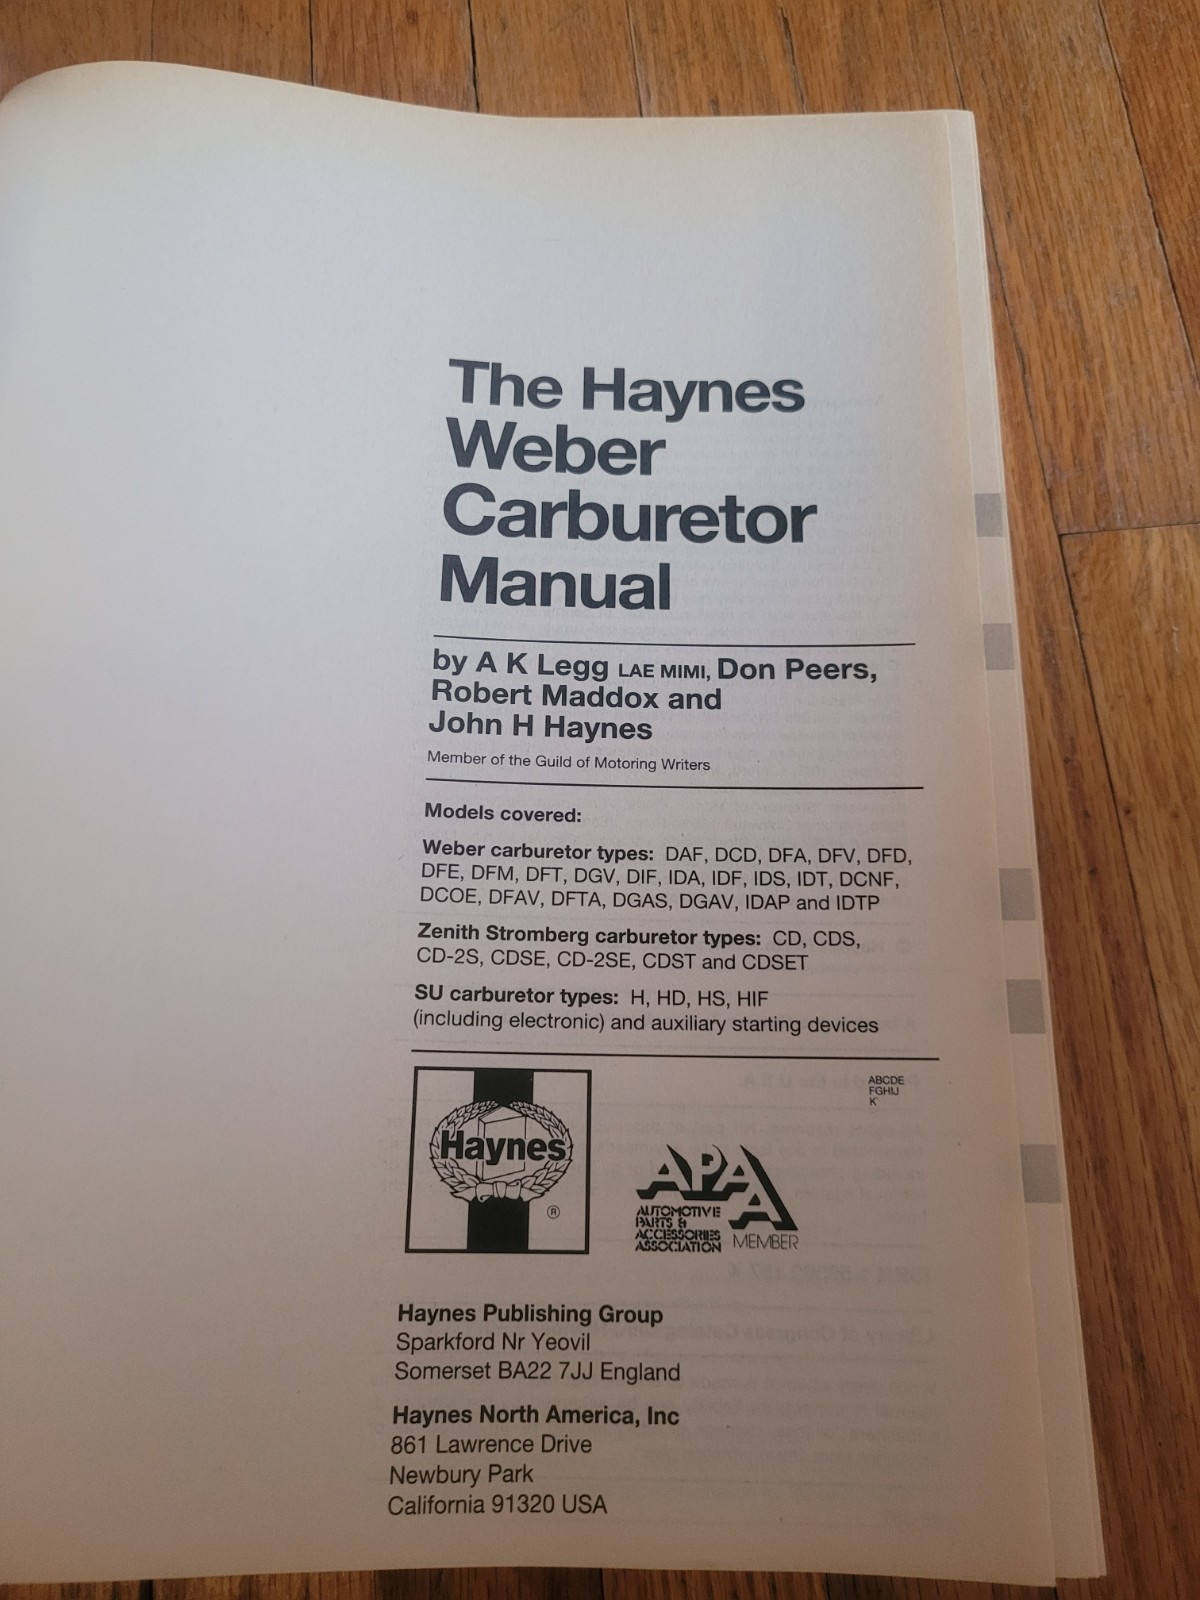 The Haynes
Weber
Carburetor
Manual
by A K Legg LAE MIMI, Don Peers,
Robert Maddox and
John H Haynes
Member of the Guild of Motoring Writers
Models covered:
Weber carburetor types: DAF, DCD, DFA, DFV, DFD,
DFE, DFM, DFT, DGV, DIF, IDA, IDF, IDS, IDT, DCNF,
DCOE, DFAV, DFTA, DGAS, DGAV, IDAP and IDTP
Zenith Stromberg carburetor types: CD, CDS,
CD-2S, CDSE, CD-2SE, CDST and CDSET
SU carburetor types: H, HD, HS, HIF
(including electronic) and auxiliary starting devices
ABCDE
FGHIJ
K
Haynes
®
APAA
AUTOMOTIVE
PARTS &
ACCESSORIES
ASSOCIATION MEMBER
Haynes Publishing Group
Sparkford Nr Yeovil
Somerset BA22 7JJ England
Haynes North America, Inc
861 Lawrence Drive
Newbury Park
California 91320 USA